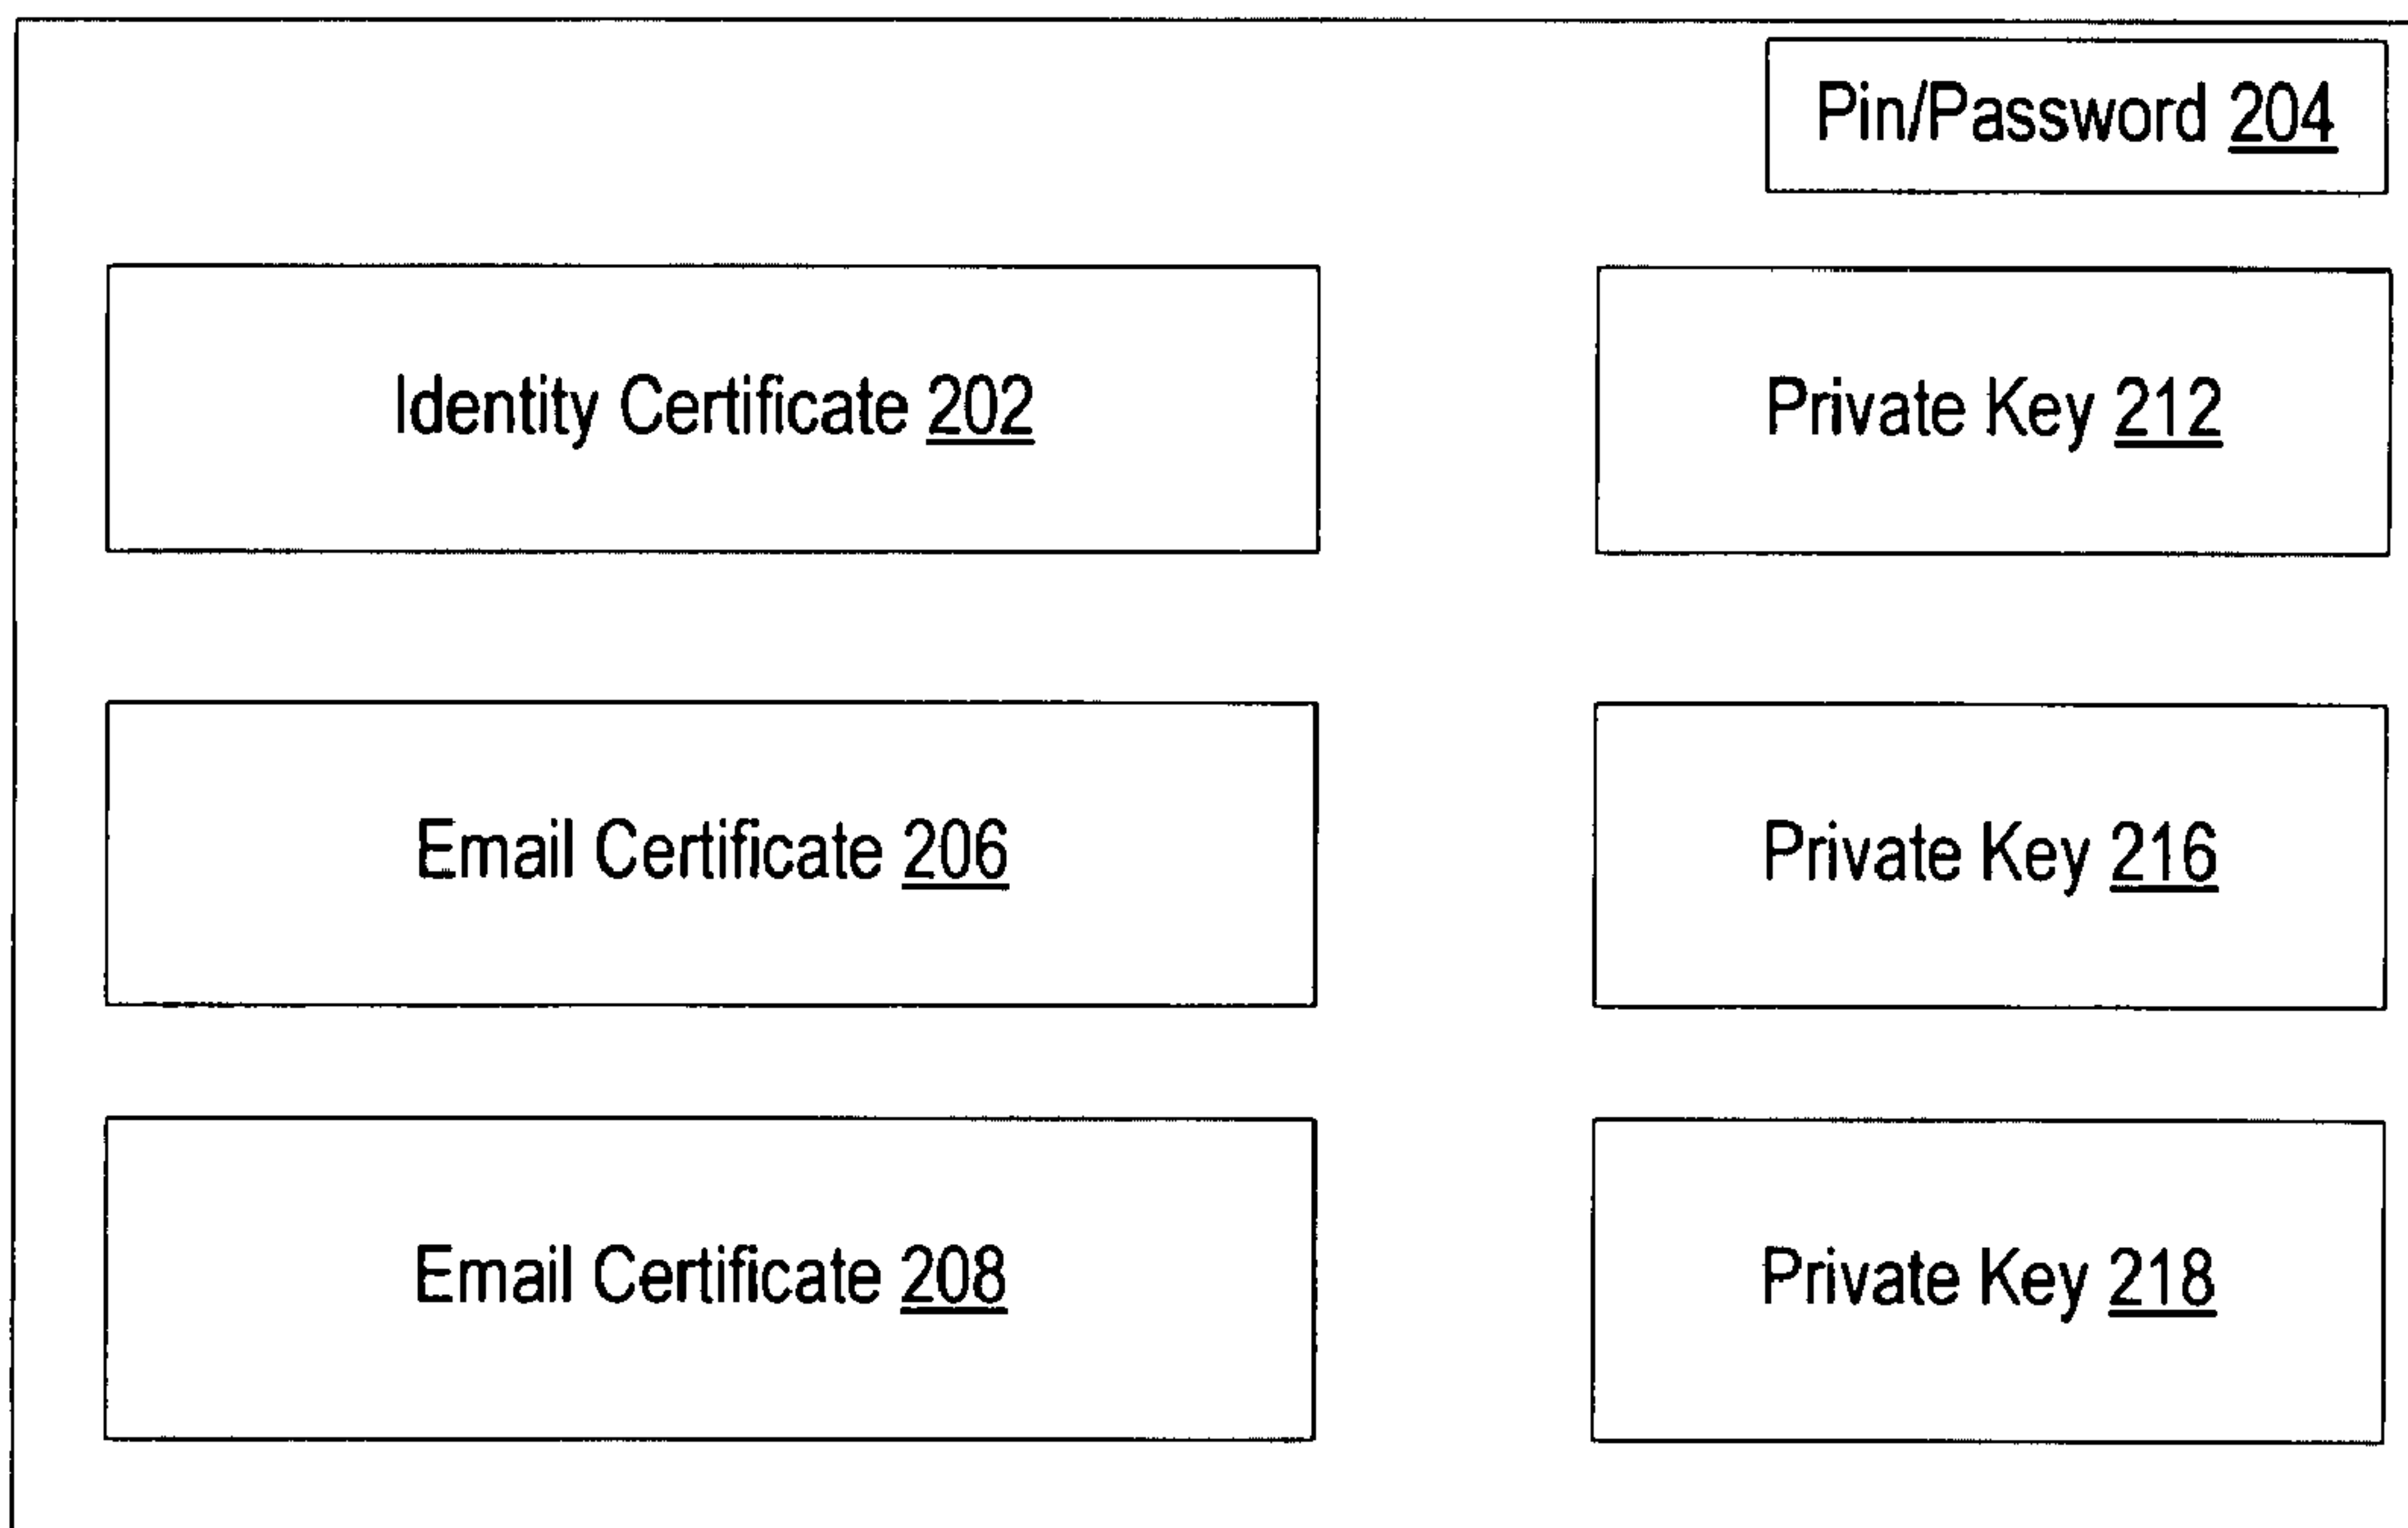 Pin/Password 204
Identity Certificate 202
Private Key 212
Email Certificate 206
Private Key 216
Email Certificate 208
Private Key 218